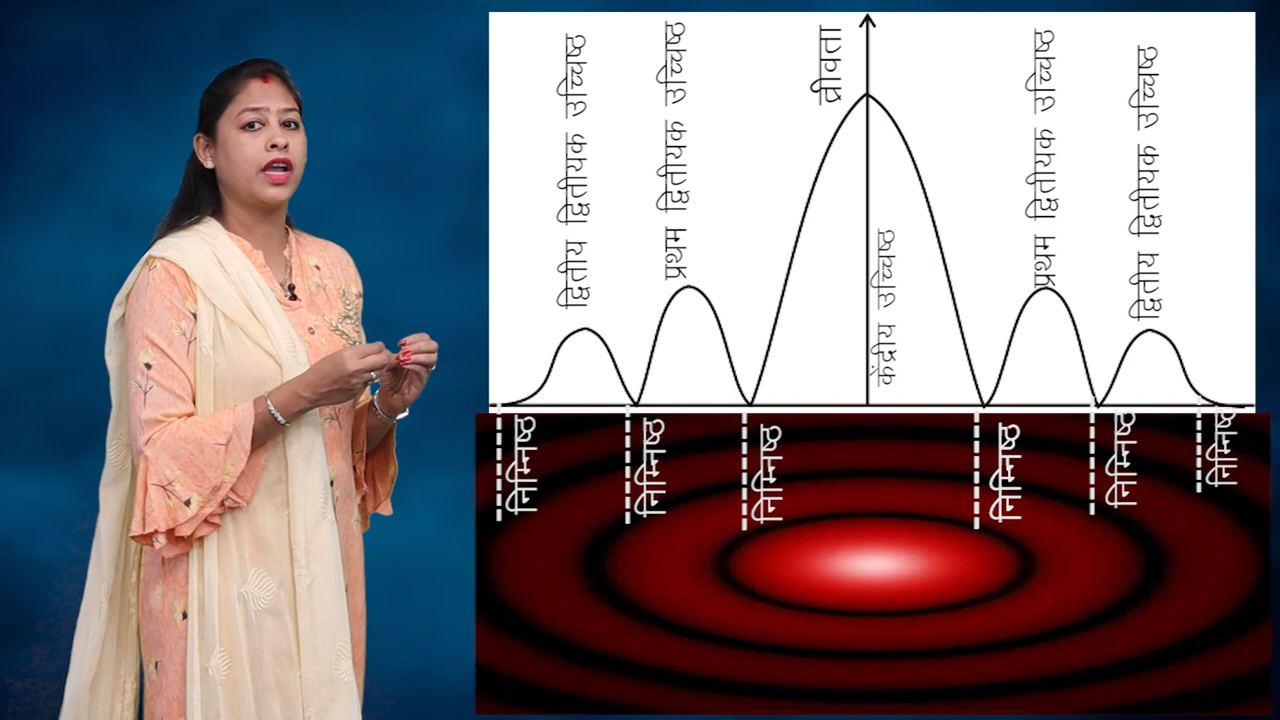 द्वितीय द्वितीयक उच्चिष्ठ
प्रथम द्वितीयक उच्चिष्ठ
तीव्रता
केंद्रीय उच्चिष्ठ
प्रथम द्वितीयक उच्चिष्ठ
द्वितीय द्वितीयक उच्चिष्ठ
निम्निष्ठ
निम्निष्ठ
निम्निष्ठ
निम्निष्ठ
निम्निष्ठ
निम्निष्ठ